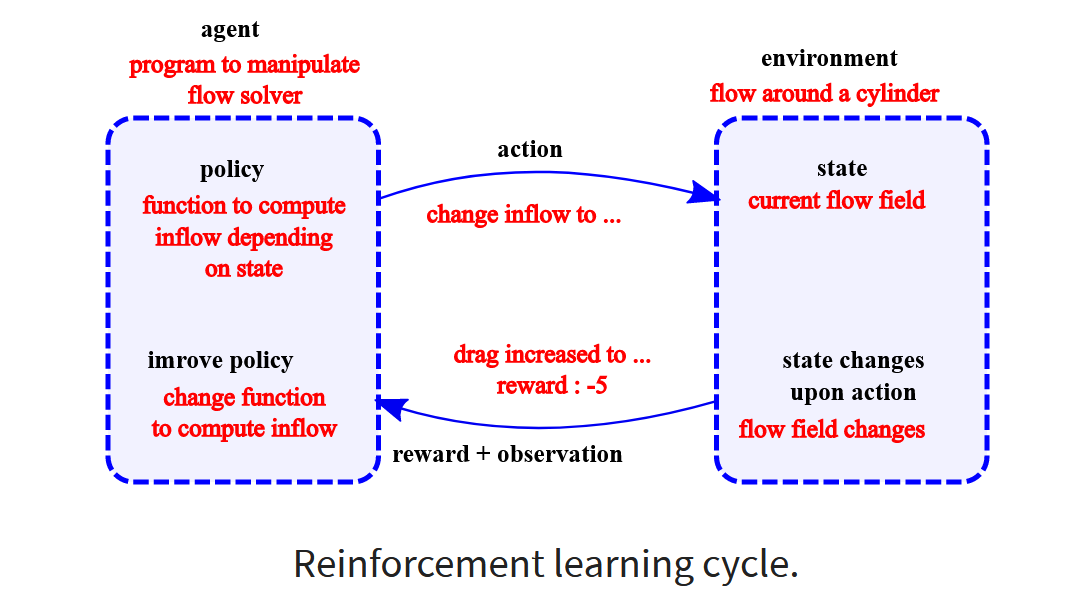 agent
program to manipulate
flow solver
policy
function to compute
inflow depending
on state
imrove policy
change function
to compute inflow
action
change inflow to ...
drag increased to ...
reward : -5
reward + observation
environment
flow around a cylinder
state
current flow field
state changes
upon action
flow field changes
Reinforcement learning cycle.